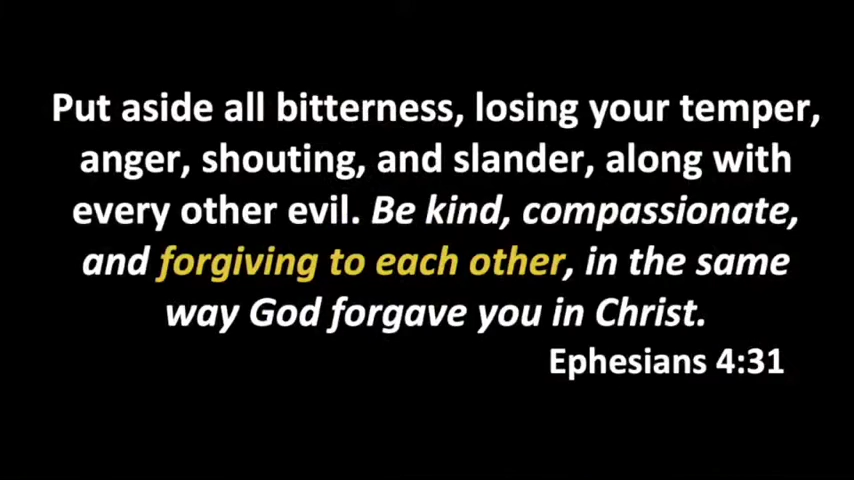 Put aside all bitterness, losing your temper,
anger, shouting, and slander, along with
every other evil. Be kind, compassionate,
and forgiving to each other, in the same
way God forgave you in Christ.
Ephesians 4:31